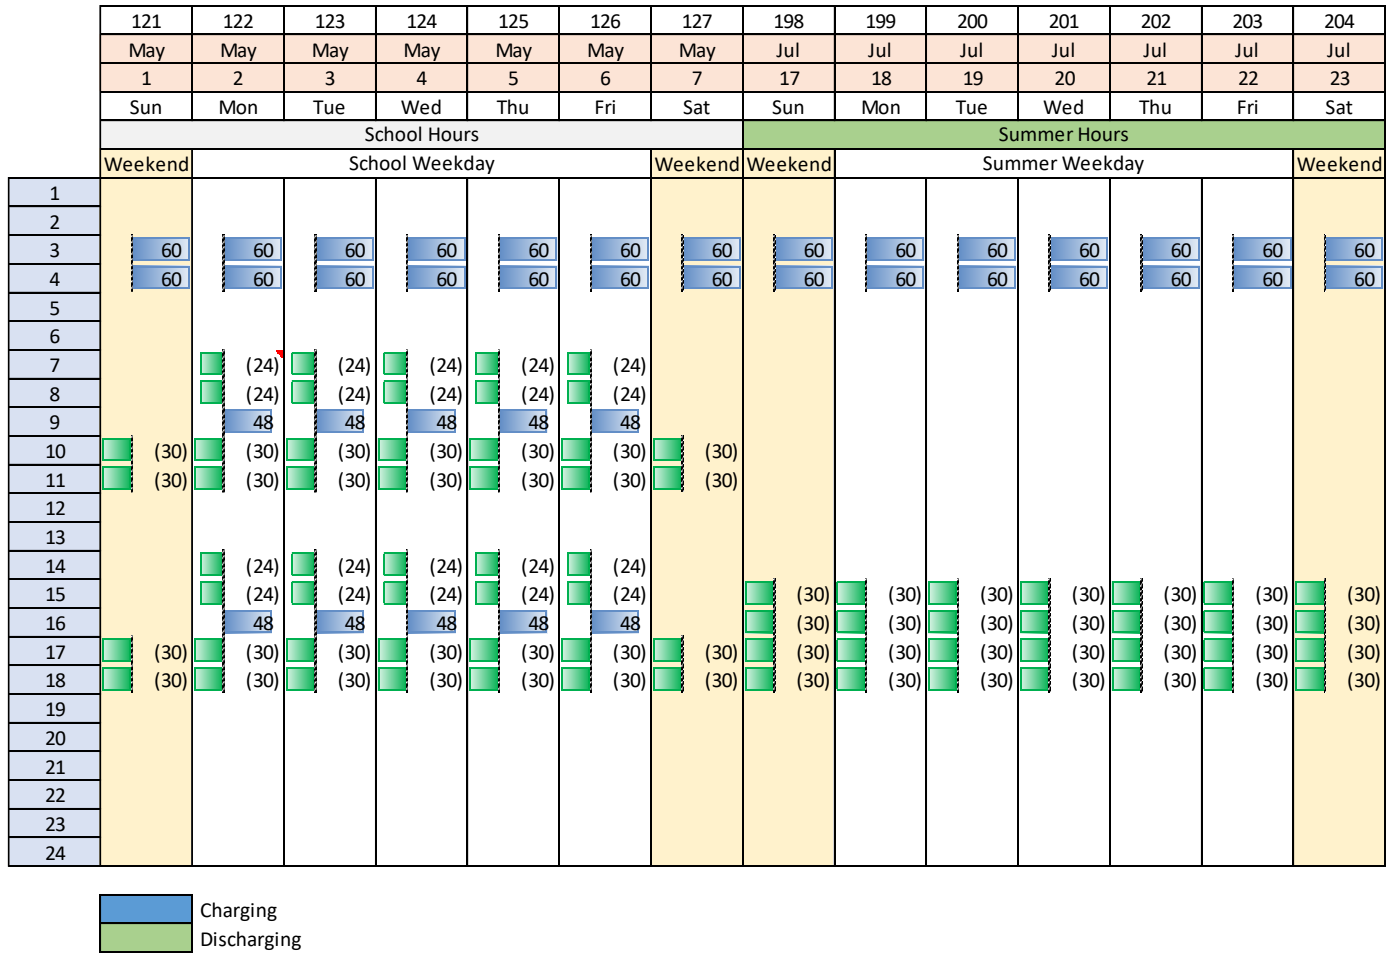 121 122 123 124 125 126 127 198 199 200 201 202 203 204
May May May May May May May Jul Jul Jul Jul Jul Jul Jul
1 2 3 4 5 6 7 17 18 19 20 21 22 23
Sun Mon Tue Wed Thu Fri Sat Sun Mon Tue Wed Thu Fri Sat
School Hours Summer Hours
Weekend School Weekday Weekend Weekend Summer Weekday Weekend
1
2
3 60 60 60 60 60 60 60 60 60 60 60 60 60 60
4 60 60 60 60 60 60 60 60 60 60 60 60 60 60
5
6
7 (24) (24) (24) (24) (24)
8 (24) (24) (24) (24) (24)
9 48 48 48 48 48
10 (30) (30) (30) (30) (30) (30) (30)
11 (30) (30) (30) (30) (30) (30) (30)
12
13
14 (24) (24) (24) (24) (24)
15 (24) (24) (24) (24) (24) (30) (30) (30) (30) (30) (30) (30)
16 48 48 48 48 48 (30) (30) (30) (30) (30) (30) (30)
17 (30) (30) (30) (30) (30) (30) (30) (30) (30) (30) (30) (30) (30) (30)
18 (30) (30) (30) (30) (30) (30) (30) (30) (30) (30) (30) (30) (30) (30)
19
20
21
22
23
24
Charging
Discharging